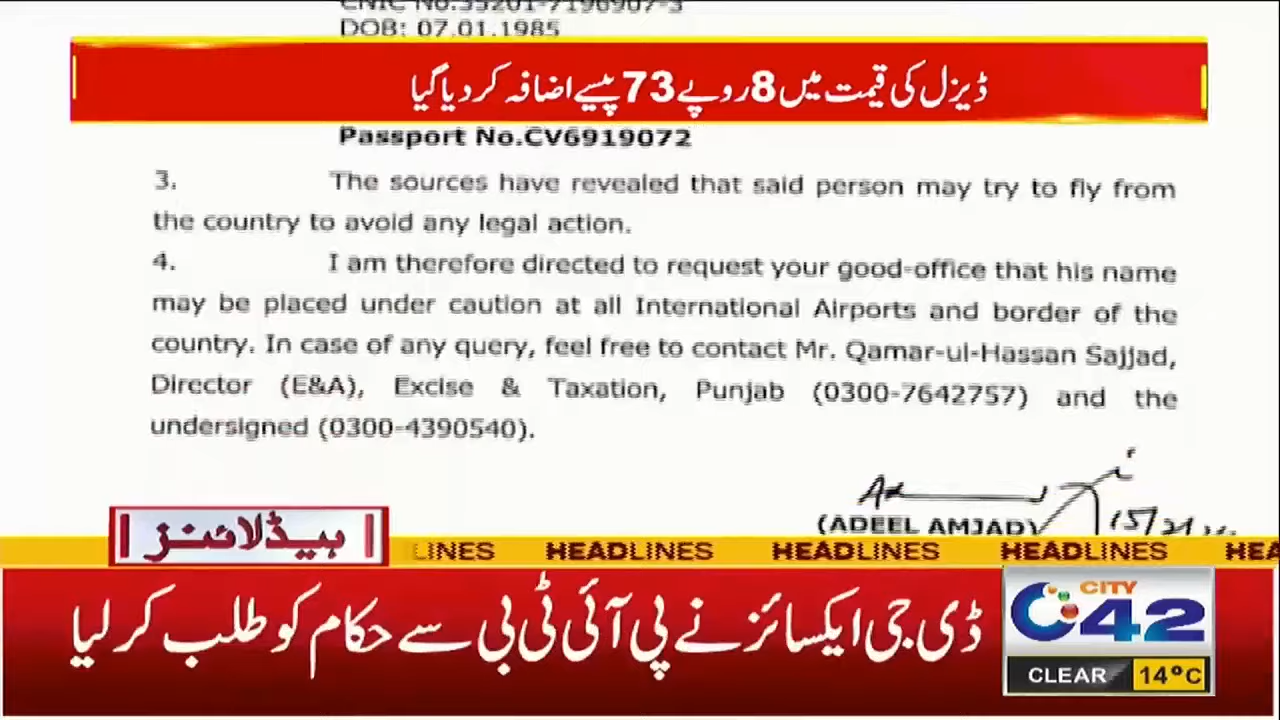 CNIC No.35201-7196907-3
DOB: 07.01.1985
ڈیزل کی قیمت میں 8 روپے 73 پیسے اضافہ کر دیا گیا
Passport No.CV6919072
3. The sources have revealed that said person may try to fly from
the country to avoid any legal action.
4. I am therefore directed to request your good-office that his name
may be placed under caution at all International Airports and border of the
country. In case of any query, feel free to contact Mr. Qamar-ul-Hassan Sajjad,
Director (E&A), Excise & Taxation, Punjab (0300-7642757) and the
undersigned (0300-4390540).
(ADEEL AMJAD)
ہیڈلائنز
LINES HEADLINES HEADLINES HEADLINES HEA
ڈی جی ایکسائز نے پی آئی ٹی بی سے حکام کو طلب کر لیا
CITY
42
CLEAR 14°C